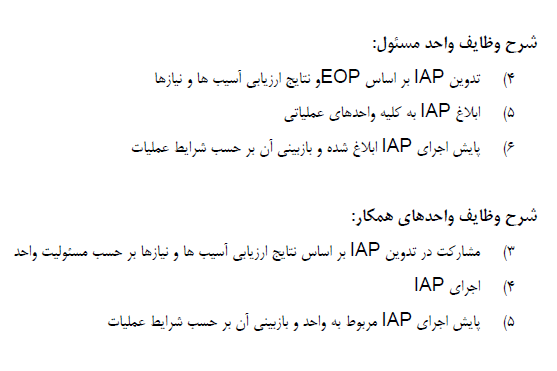 شرح وظایف واحد مسئول:
۴) تدوین IAP بر اساس EOPو نتایج ارزیابی آسیب ها و نیازها
۵) ابلاغ IAP به کلیه واحدهای عملیاتی
۶) پایش اجرای IAP ابلاغ شده و بازبینی آن بر حسب شرایط عملیات
شرح وظایف واحدهای همکار:
۳) مشارکت در تدوین IAP بر اساس نتایج ارزیابی آسیب ها و نیازها بر حسب مسئولیت واحد
۴) اجرای IAP
۵) پایش اجرای IAP مربوط به واحد و بازبینی آن بر حسب شرایط عملیات